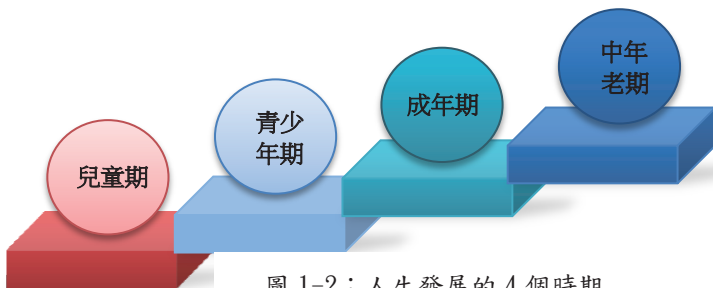 兒童期
青少
年期
成年期
中年
老期
圖 1-2：人生發展的 4 個時期